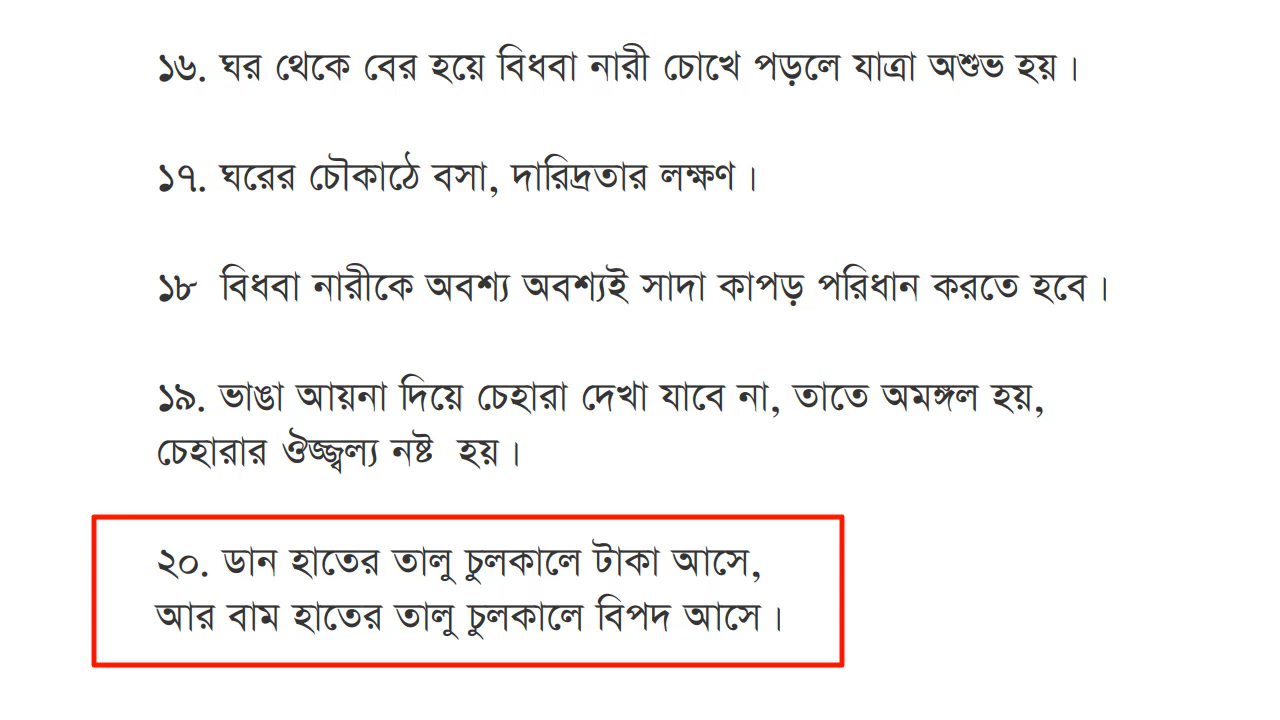 ১৬. ঘর থেকে বের হয়ে বিধবা নারী চোখে পড়লে যাত্রা অশুভ হয়।
১৭. ঘরের চৌকাঠে বসা, দারিদ্রতার লক্ষণ।
১৮ বিধবা নারীকে অবশ্য অবশ্যই সাদা কাপড় পরিধান করতে হবে।
১৯. ভাঙা আয়না দিয়ে চেহারা দেখা যাবে না, তাতে অমঙ্গল হয়,
চেহারার ঔজ্জ্বল্য নষ্ট হয়।
২০. ডান হাতের তালু চুলকালে টাকা আসে,
আর বাম হাতের তালু চুলকালে বিপদ আসে।